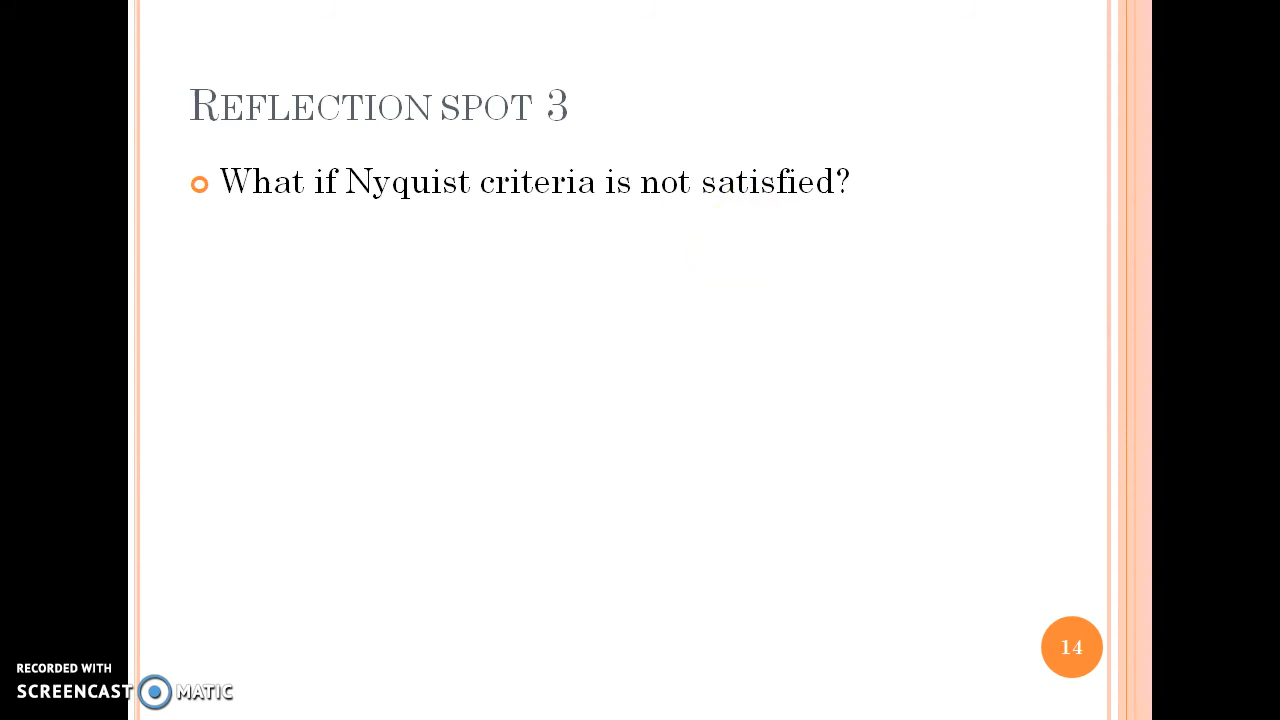 REFLECTION SPOT 3
What if Nyquist criteria is not satisfied?
14
RECORDED WITH
SCREENCAST MATIC